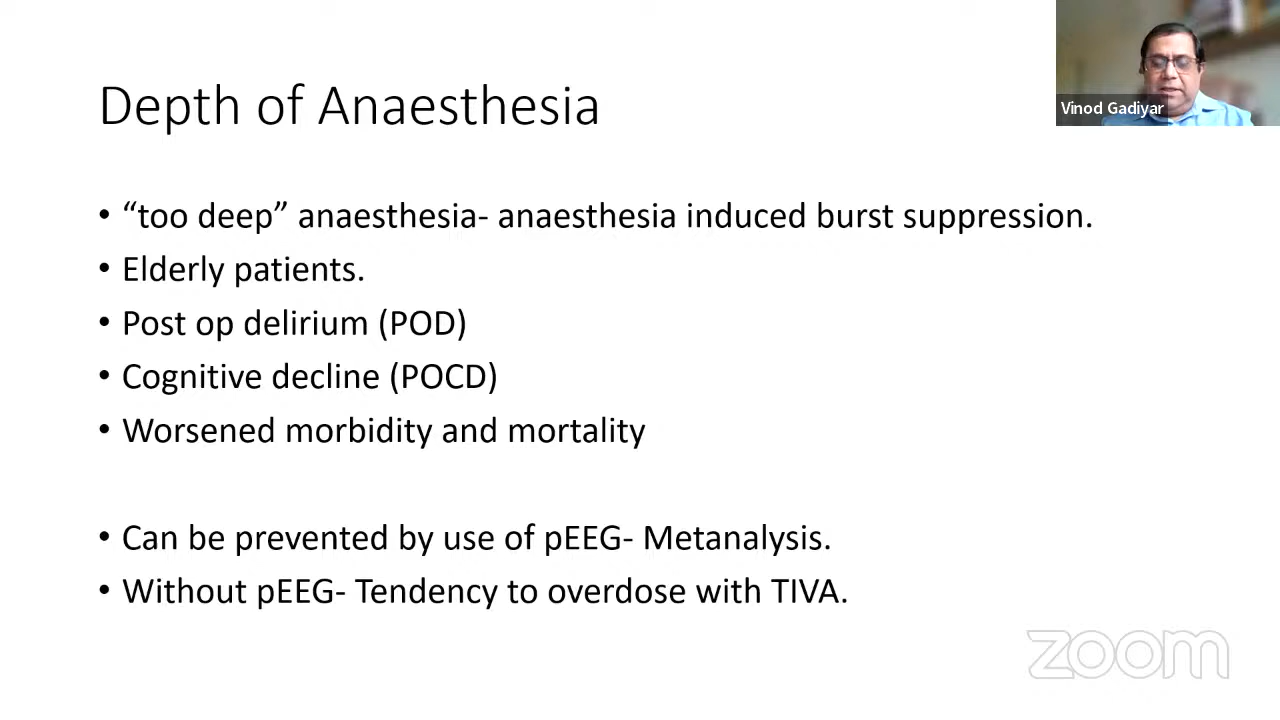 Depth of Anaesthesia
Vinod Gadiyar
• “too deep” anaesthesia- anaesthesia induced burst suppression.
• Elderly patients.
• Post op delirium (POD)
• Cognitive decline (POCD)
• Worsened morbidity and mortality
• Can be prevented by use of pEEG- Metanalysis.
• Without pEEG- Tendency to overdose with TIVA.
zoom